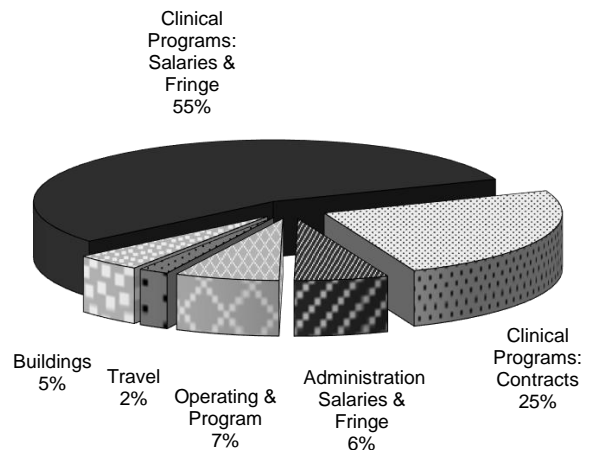 Clinical
Programs:
Salaries &
Fringe
55%
Clinical
Programs:
Contracts
25%
Administration
Salaries &
Fringe
6%
Operating &
Program
7%
Travel
2%
Buildings
5%